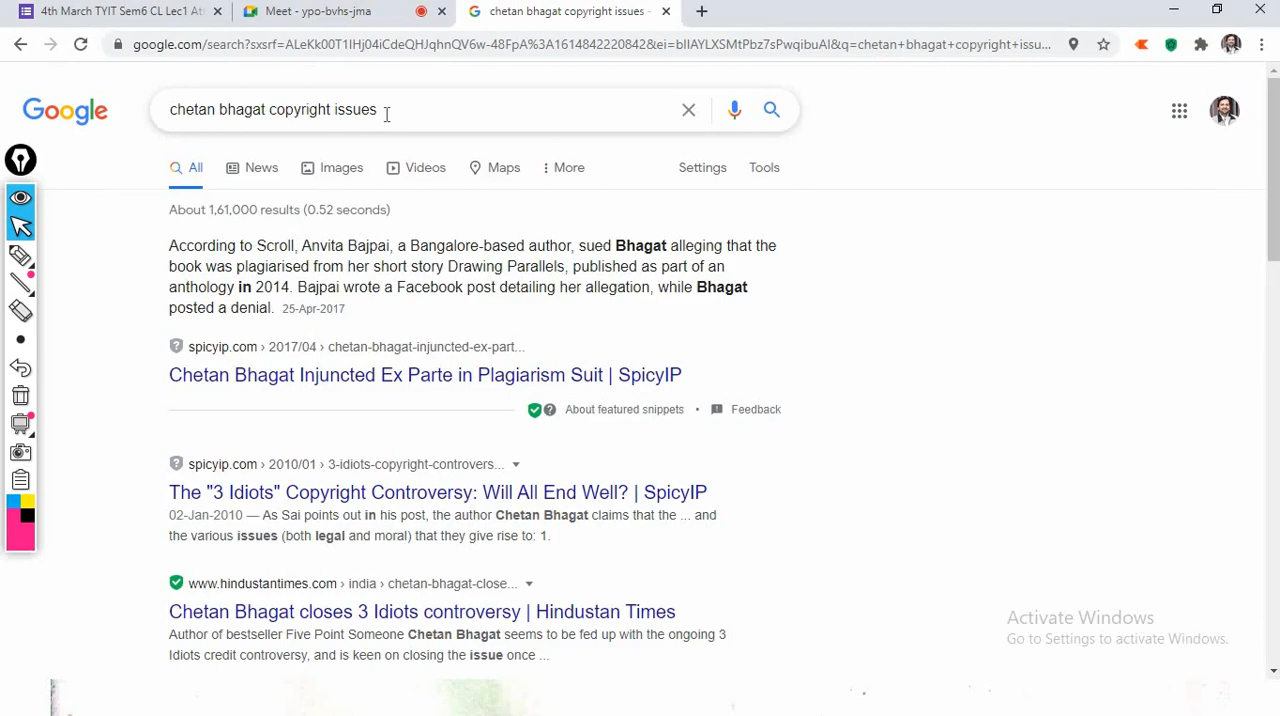 4th March TYIT Sem6 CL Lec1 At
Meet - ypo-bvhs-jma
chetan bhagat copyright issues -
google.com/search?sxsrf=ALeKk00T1IHj04iCdeQHJqhnQV6w-48FpA%3A1614842220842&ei=bIlAYLXSMtPbz7sPwqibuAI&q=chetan+bhagat+copyright+issu...
Google
chetan bhagat copyright issues
All
News
Images
Videos
Maps
More
Settings
Tools
About 1,61,000 results (0.52 seconds)
According to Scroll, Anvita Bajpai, a Bangalore-based author, sued Bhagat alleging that the
book was plagiarised from her short story Drawing Parallels, published as part of an
anthology in 2014. Bajpai wrote a Facebook post detailing her allegation, while Bhagat
posted a denial. 25-Apr-2017
spicyip.com › 2017/04 › chetan-bhagat-injuncted-ex-part...
Chetan Bhagat Injuncted Ex Parte in Plagiarism Suit | SpicyIP
About featured snippets • Feedback
spicyip.com › 2010/01 › 3-idiots-copyright-controvers...
The "3 Idiots" Copyright Controversy: Will All End Well? | SpicyIP
02-Jan-2010 — As Sai points out in his post, the author Chetan Bhagat claims that the ... and
the various issues (both legal and moral) that they give rise to: 1.
www.hindustantimes.com › india › chetan-bhagat-close...
Chetan Bhagat closes 3 Idiots controversy | Hindustan Times
Author of bestseller Five Point Someone Chetan Bhagat seems to be fed up with the ongoing 3
Idiots credit controversy, and is keen on closing the issue once ...
Activate Windows
Go to Settings to activate Windows.